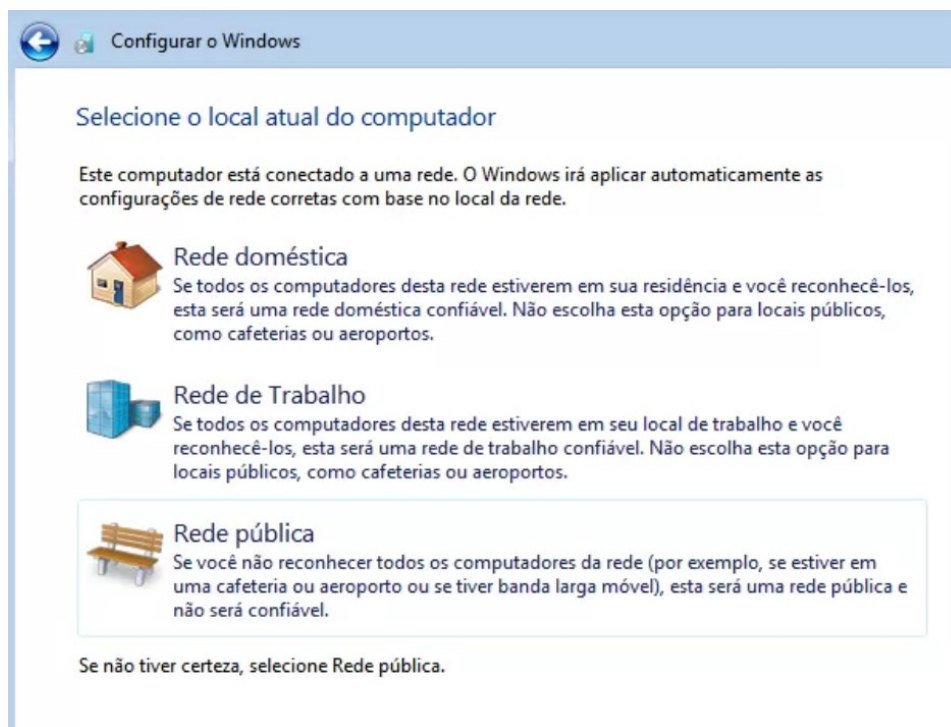 Configurar o Windows
Selecione o local atual do computador
Este computador está conectado a uma rede. O Windows irá aplicar automaticamente as
configurações de rede corretas com base no local da rede.
Rede doméstica
Se todos os computadores desta rede estiverem em sua residência e você reconhecê-los,
esta será uma rede doméstica confiável. Não escolha esta opção para locais públicos,
como cafeterias ou aeroportos.
Rede de Trabalho
Se todos os computadores desta rede estiverem em seu local de trabalho e você
reconhecê-los, esta será uma rede de trabalho confiável. Não escolha esta opção para
locais públicos, como cafeterias ou aeroportos.
Rede pública
Se você não reconhecer todos os computadores da rede (por exemplo, se estiver em
uma cafeteria ou aeroporto ou se tiver banda larga móvel), esta será uma rede pública e
não será confiável.
Se não tiver certeza, selecione Rede pública.